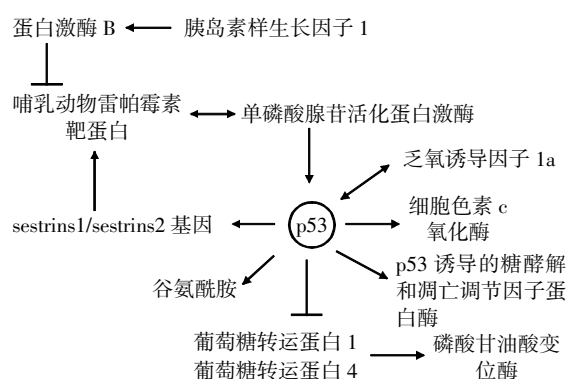 蛋白激酶 B
胰岛素样生长因子 1
哺乳动物雷帕霉素
靶蛋白
单磷酸腺苷活化蛋白激酶
乏氧诱导因子 1a
sestrins1/sestrins2 基因
p53
细胞色素 c
氧化酶
谷氨酰胺
p53 诱导的糖酵解
和凋亡调节因子蛋
白酶
葡萄糖转运蛋白 1
葡萄糖转运蛋白 4
磷酸甘油酸变
位酶